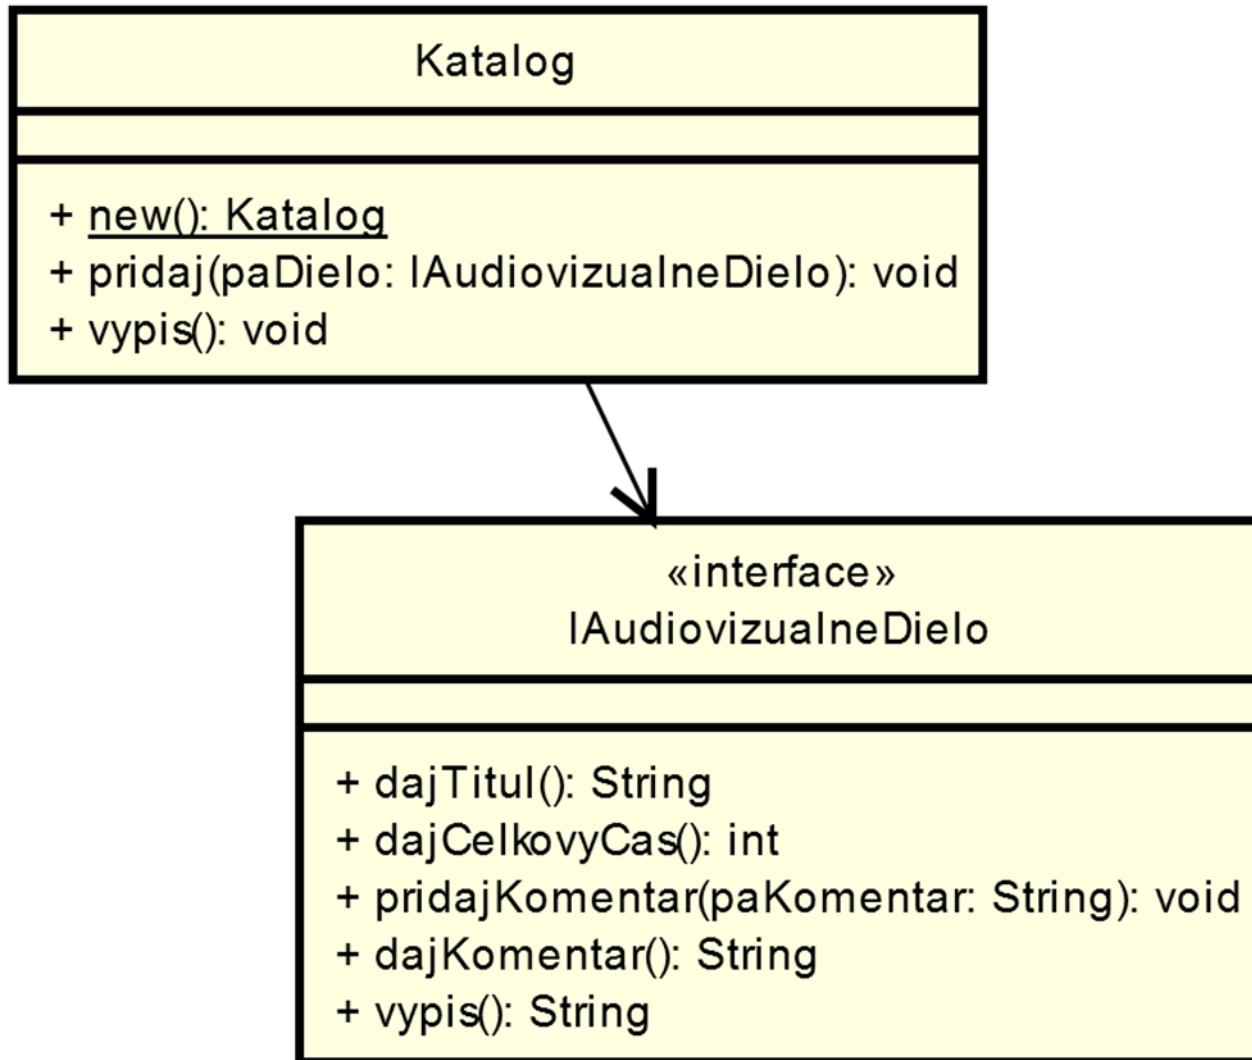 Katalog
+ new(): Katalog
+ pridaj(paDielo: IAudiovizualneDielo): void
+ vypis(): void
«interface»
IAudiovizualneDielo
+ dajTitul(): String
+ dajCelkovyCas(): int
+ pridajKomentar(paKomentar: String): void
+ dajKomentar(): String
+ vypis(): String